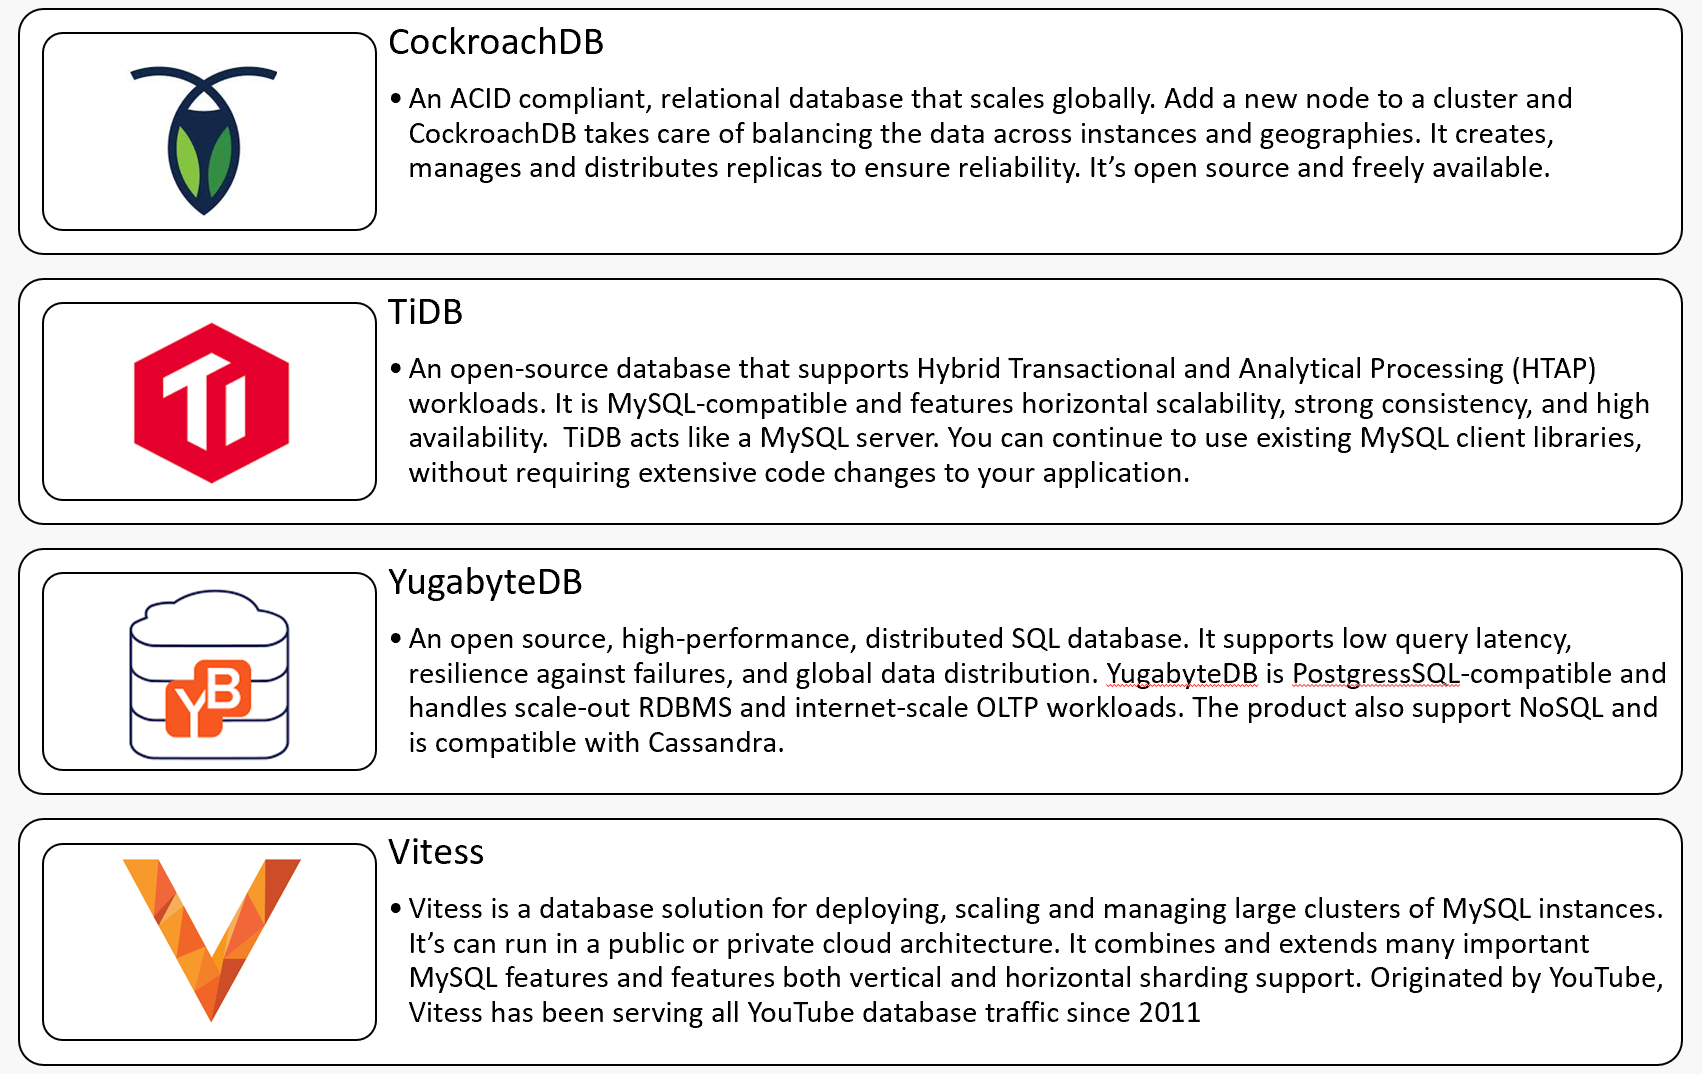 CockroachDB
• An ACID compliant, relational database that scales globally. Add a new node to a cluster and
CockroachDB takes care of balancing the data across instances and geographies. It creates,
manages and distributes replicas to ensure reliability. It’s open source and freely available.
Ti
TiDB
• An open-source database that supports Hybrid Transactional and Analytical Processing (HTAP)
workloads. It is MySQL-compatible and features horizontal scalability, strong consistency, and high
availability.  TiDB acts like a MySQL server. You can continue to use existing MySQL client libraries,
without requiring extensive code changes to your application.
YB
YugabyteDB
• An open source, high-performance, distributed SQL database. It supports low query latency,
resilience against failures, and global data distribution. YugabyteDB is PostgressSQL-compatible and
handles scale-out RDBMS and internet-scale OLTP workloads. The product also support NoSQL and
is compatible with Cassandra.
Vitess
• Vitess is a database solution for deploying, scaling and managing large clusters of MySQL instances.
It’s can run in a public or private cloud architecture. It combines and extends many important
MySQL features and features both vertical and horizontal sharding support. Originated by YouTube,
Vitess has been serving all YouTube database traffic since 2011